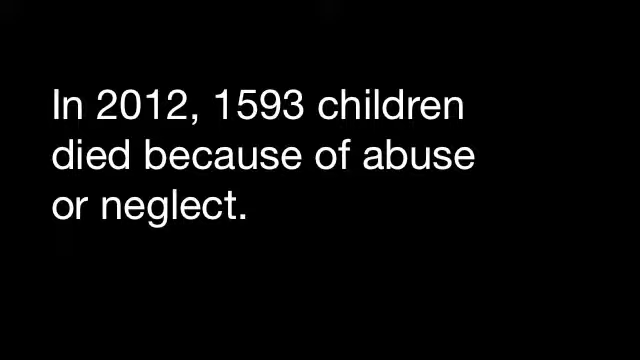 In 2012, 1593 children
died because of abuse
or neglect.